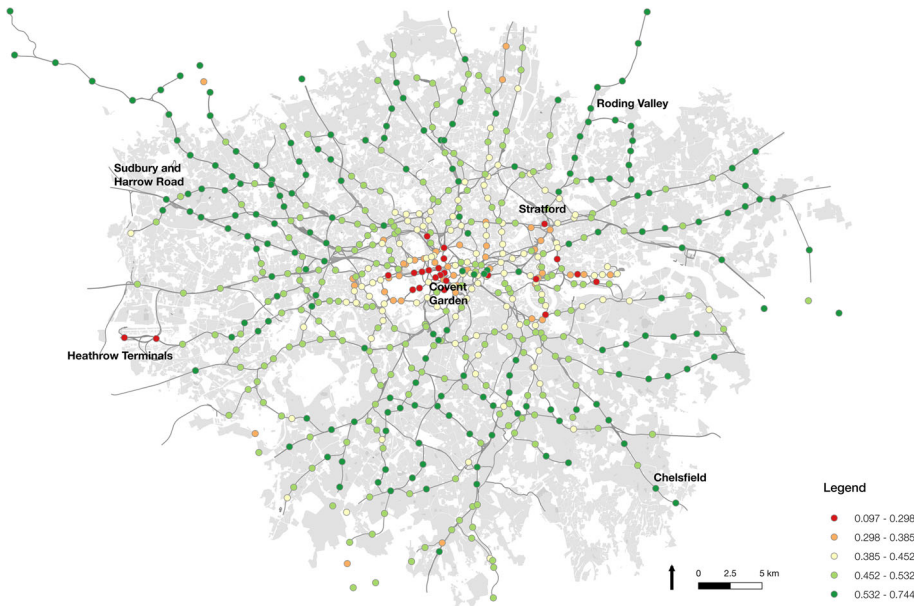 Roding Valley
Sudbury and
Harrow Road
Stratford
Covent
Garden
Heathrow Terminals
Chelsfield
Legend
0.097 - 0.298
0.298 - 0.385
0.385 - 0.452
0.452 - 0.532
0.532 - 0.744
0 2.5 5 km